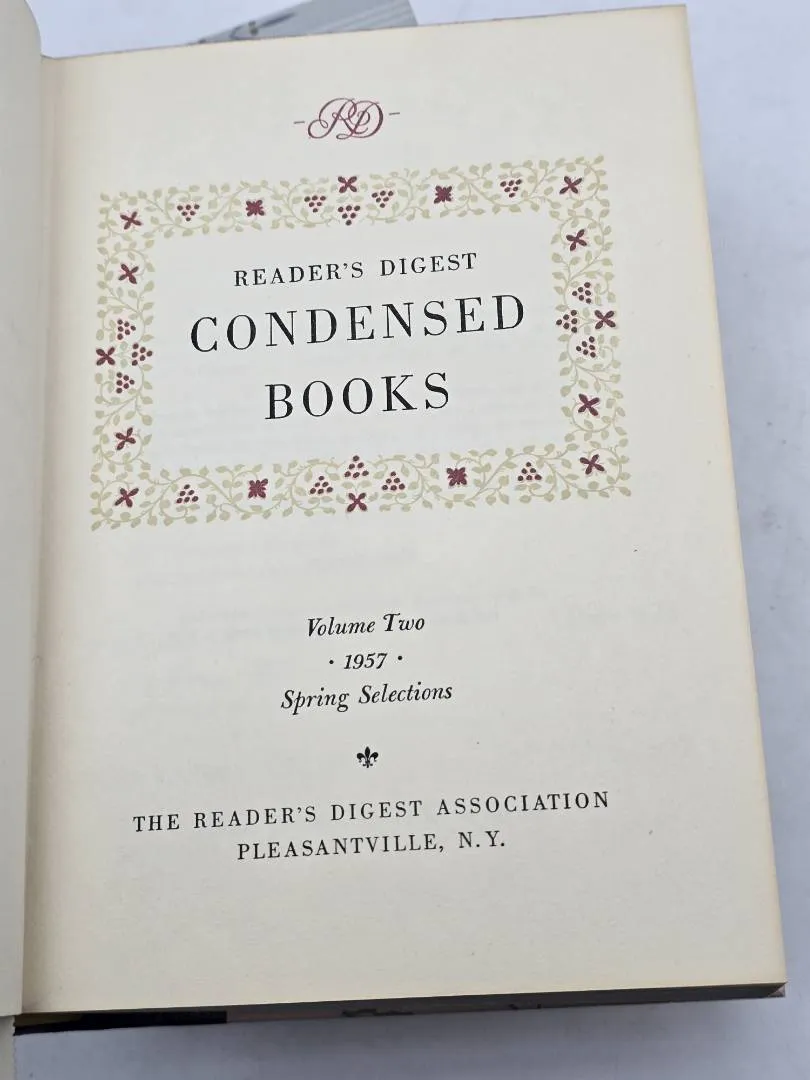 -RD-
READER'S DIGEST
CONDENSED
BOOKS
Volume Two
· 1957 ·
Spring Selections
THE READER'S DIGEST ASSOCIATION
PLEASANTVILLE, N.Y.